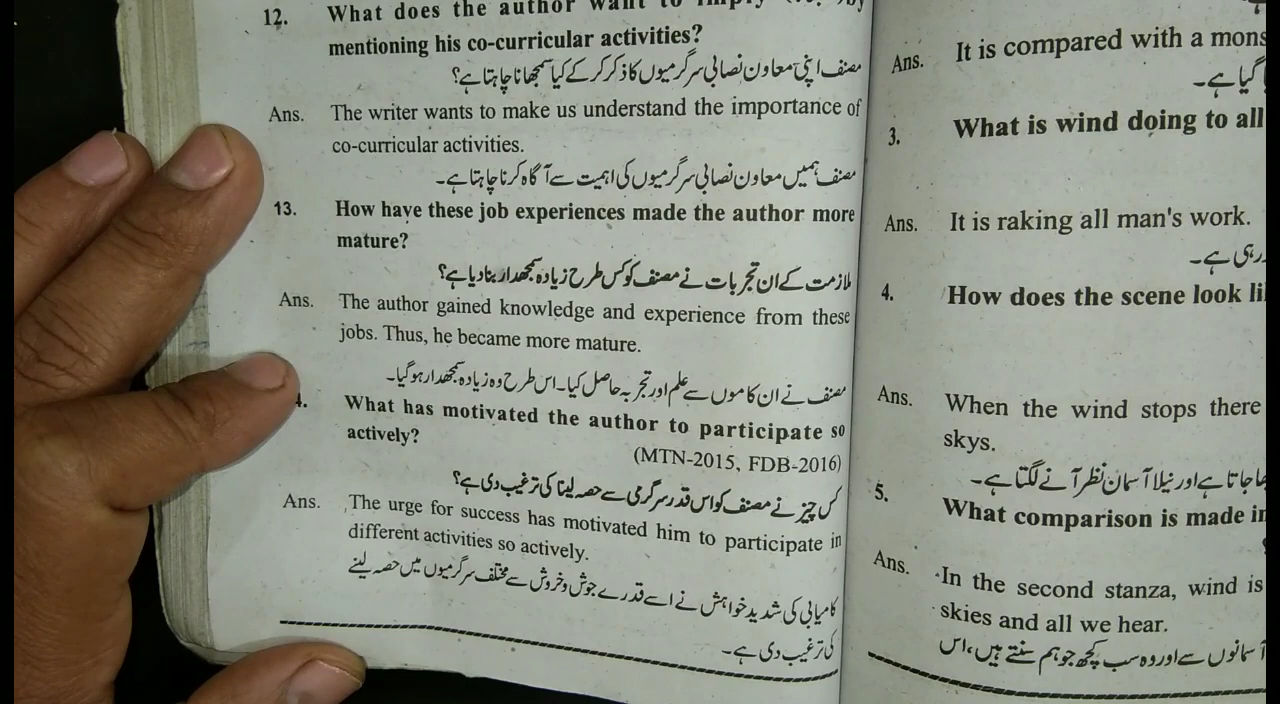 12. What does the author want to imply by
mentioning his co-curricular activities?
مصنف اپنی معاون نصابی سرگرمیوں کا ذکر کر کے کیا سمجھانا چاہتا ہے؟
Ans. The writer wants to make us understand the importance of
co-curricular activities.
مصنف ہمیں معاون نصابی سرگرمیوں کی اہمیت سے آگاہ کرنا چاہتا ہے۔
13. How have these job experiences made the author more
mature?
ملازمت کے ان تجربات نے مصنف کو کس طرح زیادہ سمجھدار بنا دیا ہے؟
Ans. The author gained knowledge and experience from these
jobs. Thus, he became more mature.
مصنف نے ان کاموں سے علم اور تجربہ حاصل کیا۔ اس طرح وہ زیادہ سمجھدار ہو گیا۔
4. What has motivated the author to participate so
actively?
(MTN-2015, FDB-2016)
کس چیز نے مصنف کو اس قدر سرگرمی سے حصہ لینا کی ترغیب دی ہے؟
Ans. The urge for success has motivated him to participate in
different activities so actively.
کامیابی کی شدید خواہش نے اسے قدرے جوش و خروش سے مختلف سرگرمیوں میں حصہ لینے
کی ترغیب دی ہے۔
Ans. It is compared with a mons
گیا ہے۔
3. What is wind doing to all
Ans. It is raking all man's work.
رہی ہے۔
4. How does the scene look li
Ans. When the wind stops there
skys.
جاتا ہے اور نیلا آسمان نظر آنے لگتا ہے۔
5. What comparison is made in
Ans. In the second stanza, wind is
skies and all we hear.
آسمانوں سے اور وہ سب کچھ جو ہم سنتے ہیں، اس